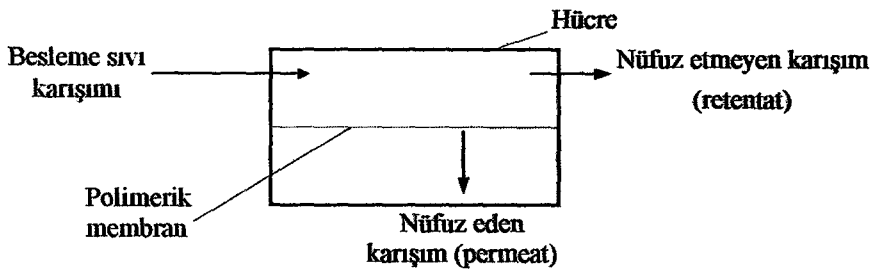 Hücre
Besleme sıvı
karışımı
Nüfuz etmeyen karışım
(retentat)
Polimerik
membran
Nüfuz eden
karışım (permeat)